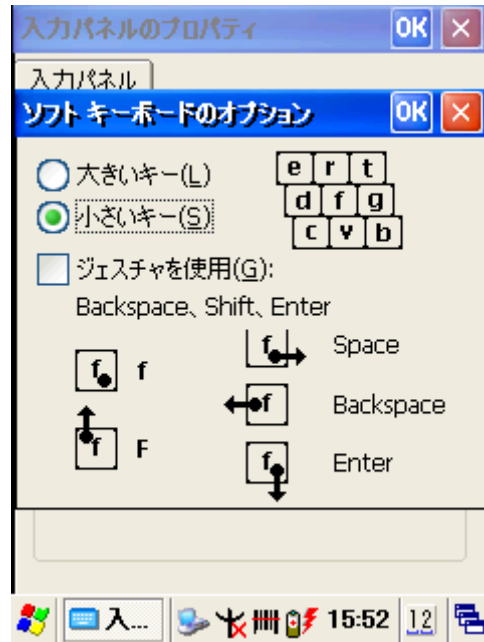 入力パネルのプロパティ OK
入力パネル
ソフト キーボードのオプション OK
大きいキー(L)
小さいキー(S)
e r t
d f g
c v b
ジェスチャを使用(G):
Backspace、Shift、Enter
f f
f F
f Space
f Backspace
f Enter
入... 15:52 12